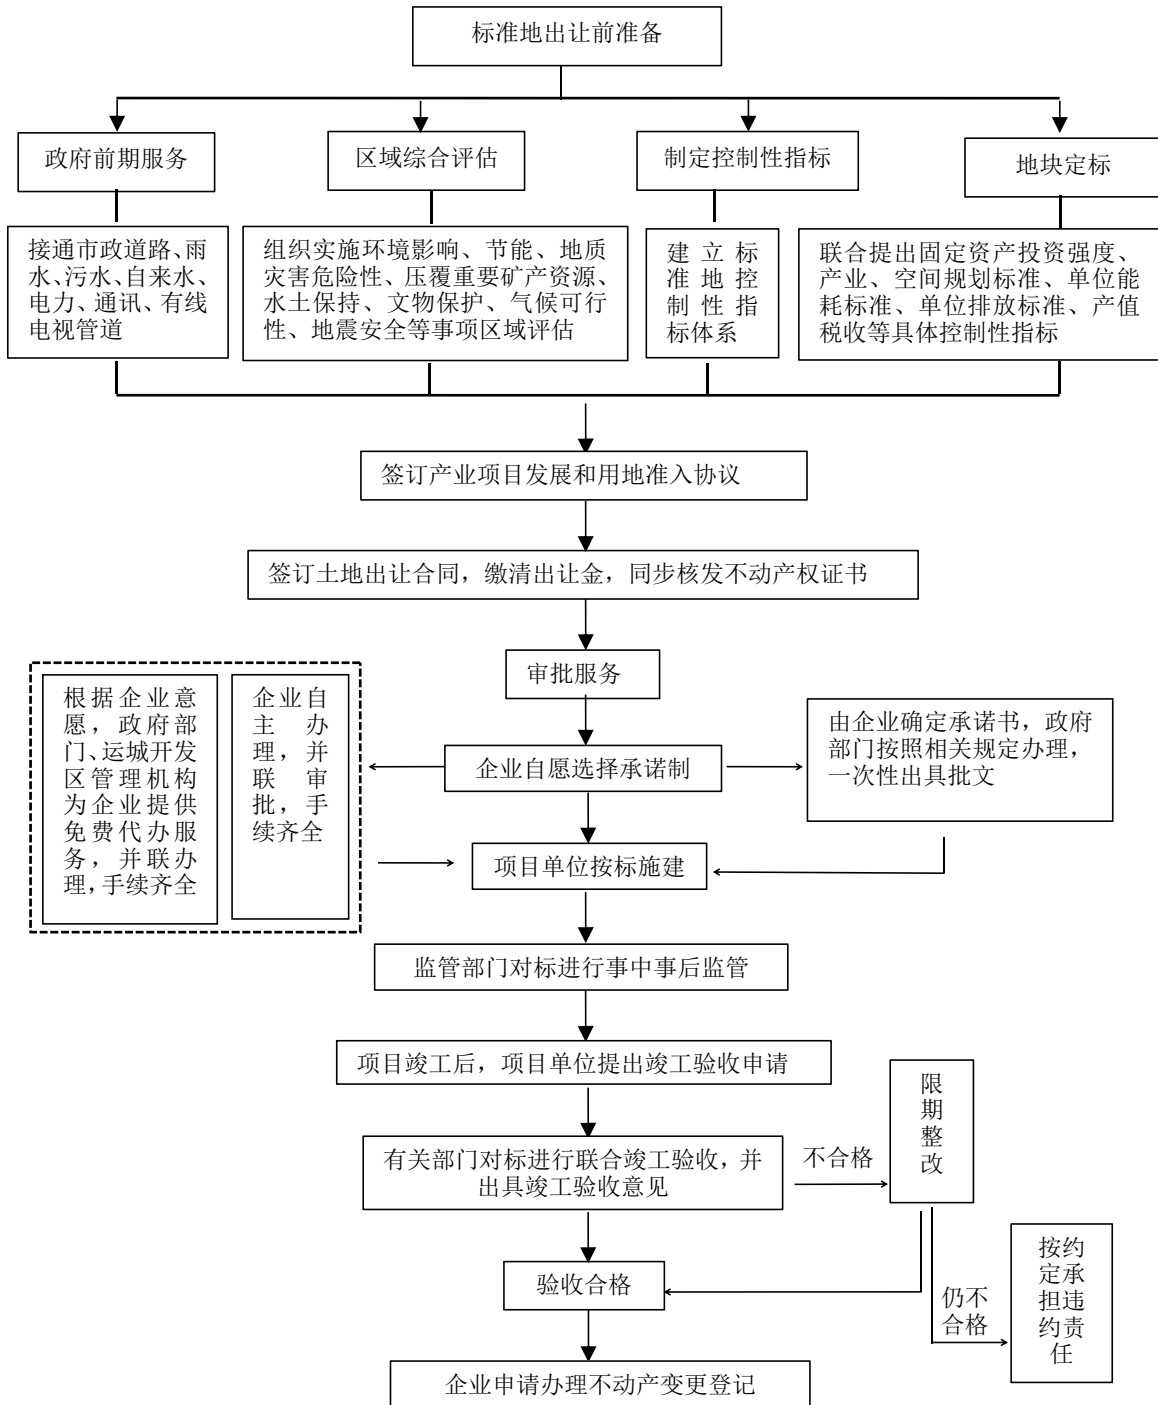 标准地出让前准备
政府前期服务
区域综合评估
制定控制性指标
地块定标
接通市政道路、雨
水、污水、自来水、
电力、通讯、有线
电视管道
组织实施环境影响、节能、地质
灾害危险性、压覆重要矿产资源、
水土保持、文物保护、气候可行
性、地震安全等事项区域评估
建立标
准地控
制性指
标体系
联合提出固定资产投资强度、
产业、空间规划标准、单位能
耗标准、单位排放标准、产值
税收等具体控制性指标
签订产业项目发展和用地准入协议
签订土地出让合同，缴清出让金，同步核发不动产权证书
审批服务
根据企业意
愿，政府部
门、运城开发
区管理机构
为企业提供
免费代办服
务，并联办
理，手续齐全
企业自
主办
理，并
联审
批，手
续齐全
企业自愿选择承诺制
由企业确定承诺书，政府
部门按照相关规定办理，
一次性出具批文
项目单位按标施建
监管部门对标进行事中事后监管
项目竣工后，项目单位提出竣工验收申请
有关部门对标进行联合竣工验收，并
出具竣工验收意见
不合格
限
期
整
改
验收合格
仍不
合格
按约
定承
担违
约责
任
企业申请办理不动产变更登记